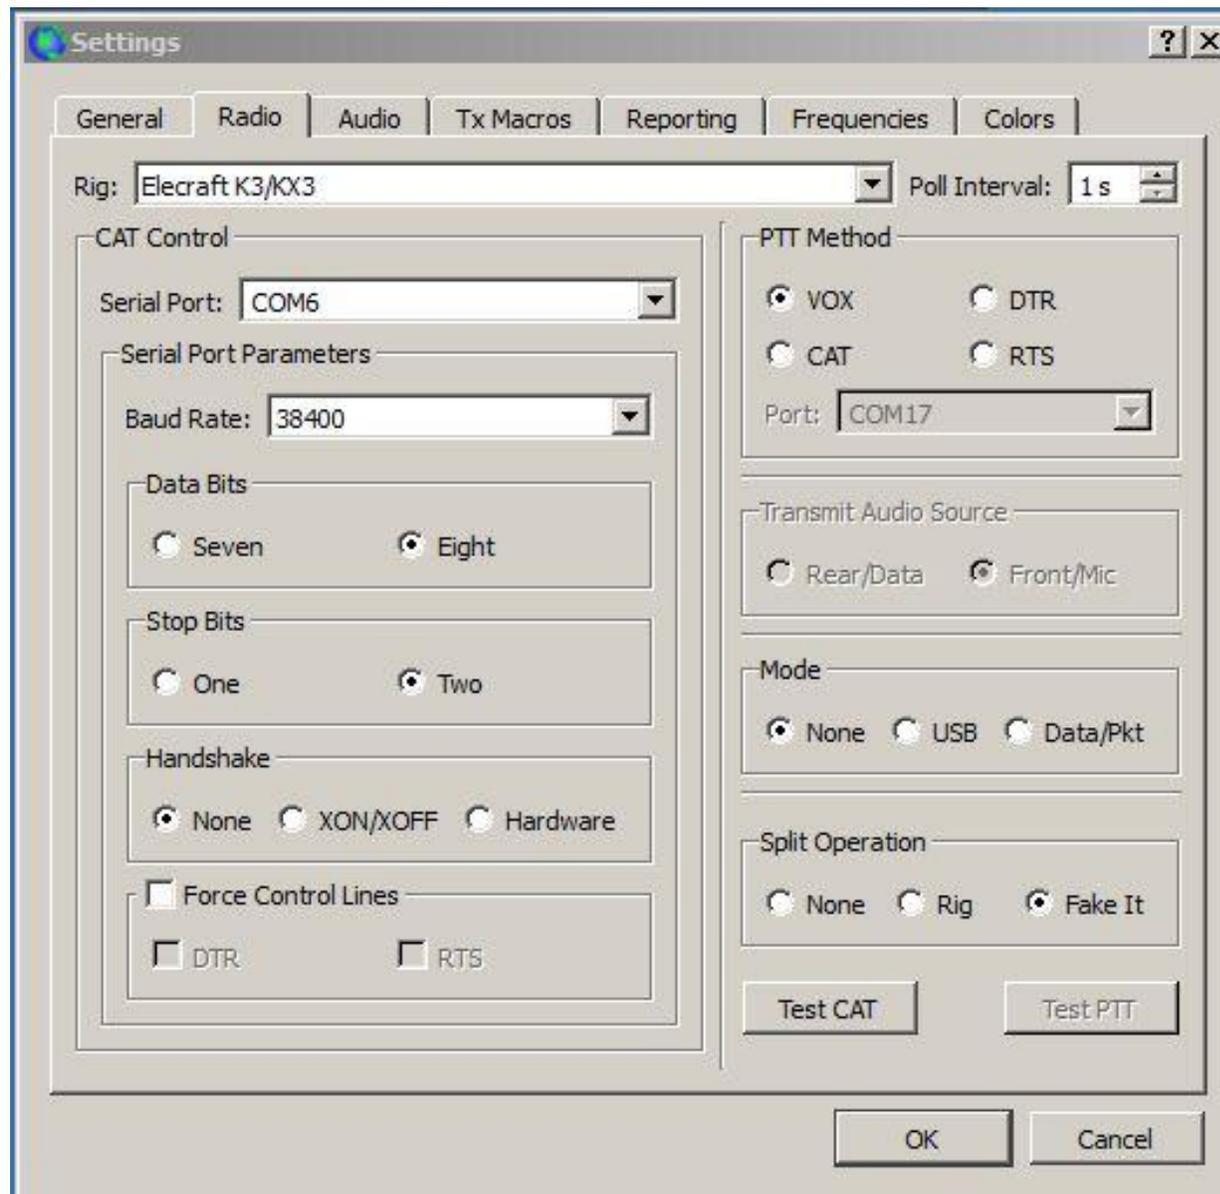 Settings
General Radio Audio Tx Macros Reporting Frequencies Colors
Rig: Elecraft K3/KX3 Poll Interval: 1 s
CAT Control
Serial Port: COM6
Serial Port Parameters
Baud Rate: 38400
Data Bits
Seven Eight
Stop Bits
One Two
Handshake
None XON/XOFF Hardware
Force Control Lines
DTR RTS
PTT Method
VOX DTR
CAT RTS
Port: COM17
Transmit Audio Source
Rear/Data Front/Mic
Mode
None USB Data/Pkt
Split Operation
None Rig Fake It
Test CAT Test PTT
OK Cancel